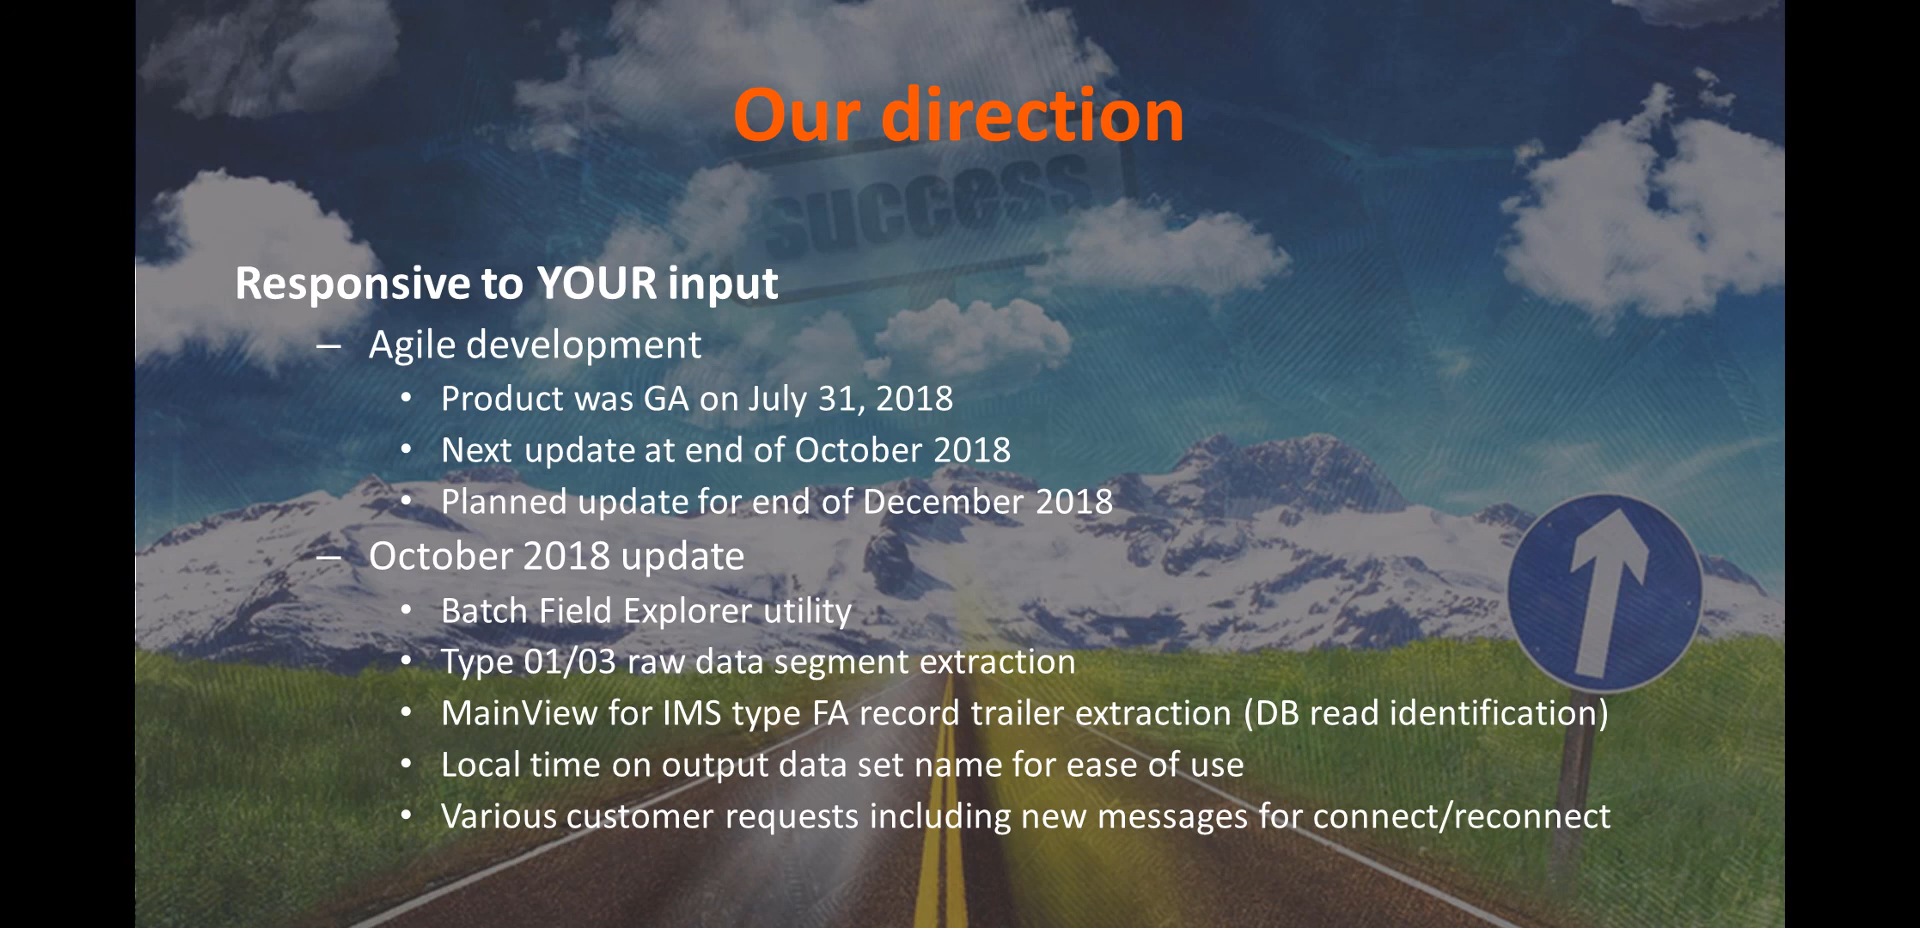 Our direction
success
Responsive to YOUR input
– Agile development
• Product was GA on July 31, 2018
• Next update at end of October 2018
• Planned update for end of December 2018
– October 2018 update
• Batch Field Explorer utility
• Type 01/03 raw data segment extraction
• MainView for IMS type FA record trailer extraction (DB read identification)
• Local time on output data set name for ease of use
• Various customer requests including new messages for connect/reconnect